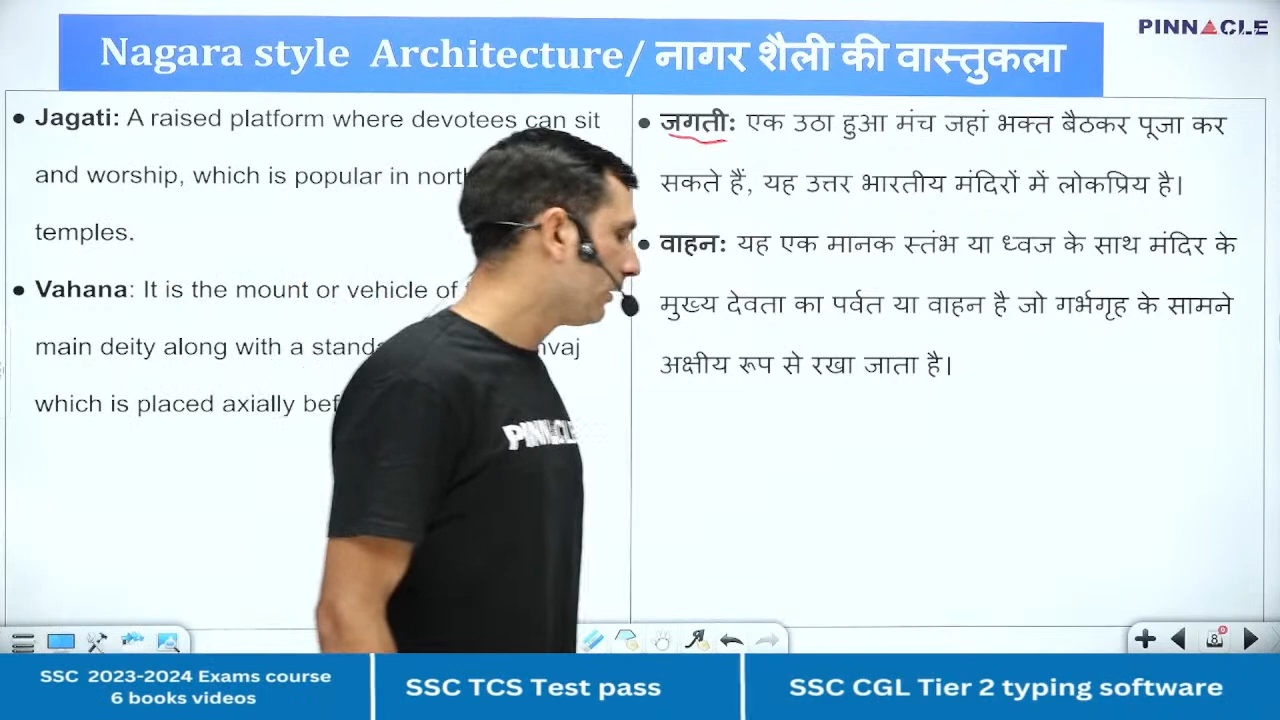 PINNACLE
Nagara style Architecture/ नागर शैली की वास्तुकला
● Jagati: A raised platform where devotees can sit
and worship, which is popular in
temples.
● Vahana: It is the mount or vehicle of
main deity along with a
which is placed axially
● जगती: एक उठा हुआ मंच जहां भक्त बैठकर पूजा कर
सकते हैं, यह उत्तर भारतीय मंदिरों में लोकप्रिय है।
● वाहन: यह एक मानक स्तंभ या ध्वज के साथ मंदिर के
मुख्य देवता का पर्वत या वाहन है जो गर्भगृह के सामने
अक्षीय रूप से रखा जाता है।
PINNACLE
8
SSC 2023-2024 Exams course
6 books videos
SSC TCS Test pass
SSC CGL Tier 2 typing software